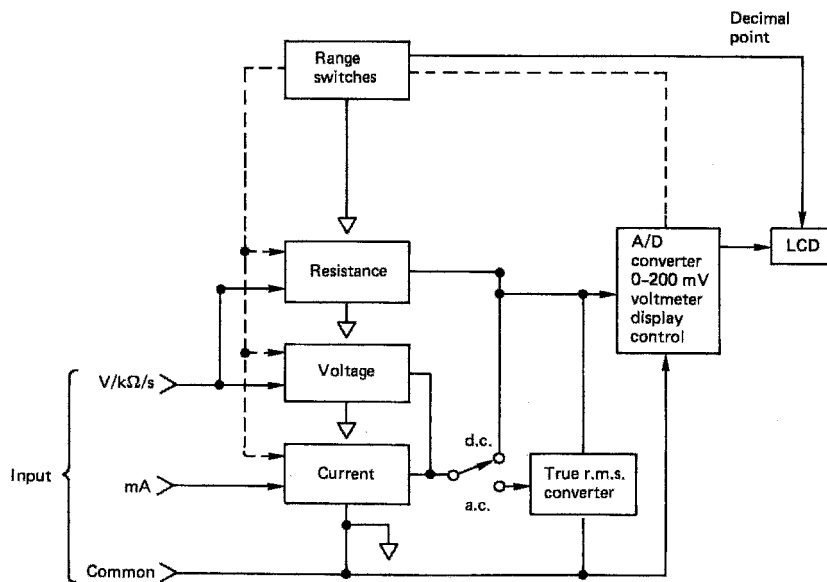 Decimal
point
Range
switches
Resistance
A/D
converter
0–200 mV
voltmeter
display
control
LCD
V/kΩ/s
Voltage
d.c.
Input
mA
Current
a.c.
True r.m.s.
converter
Common